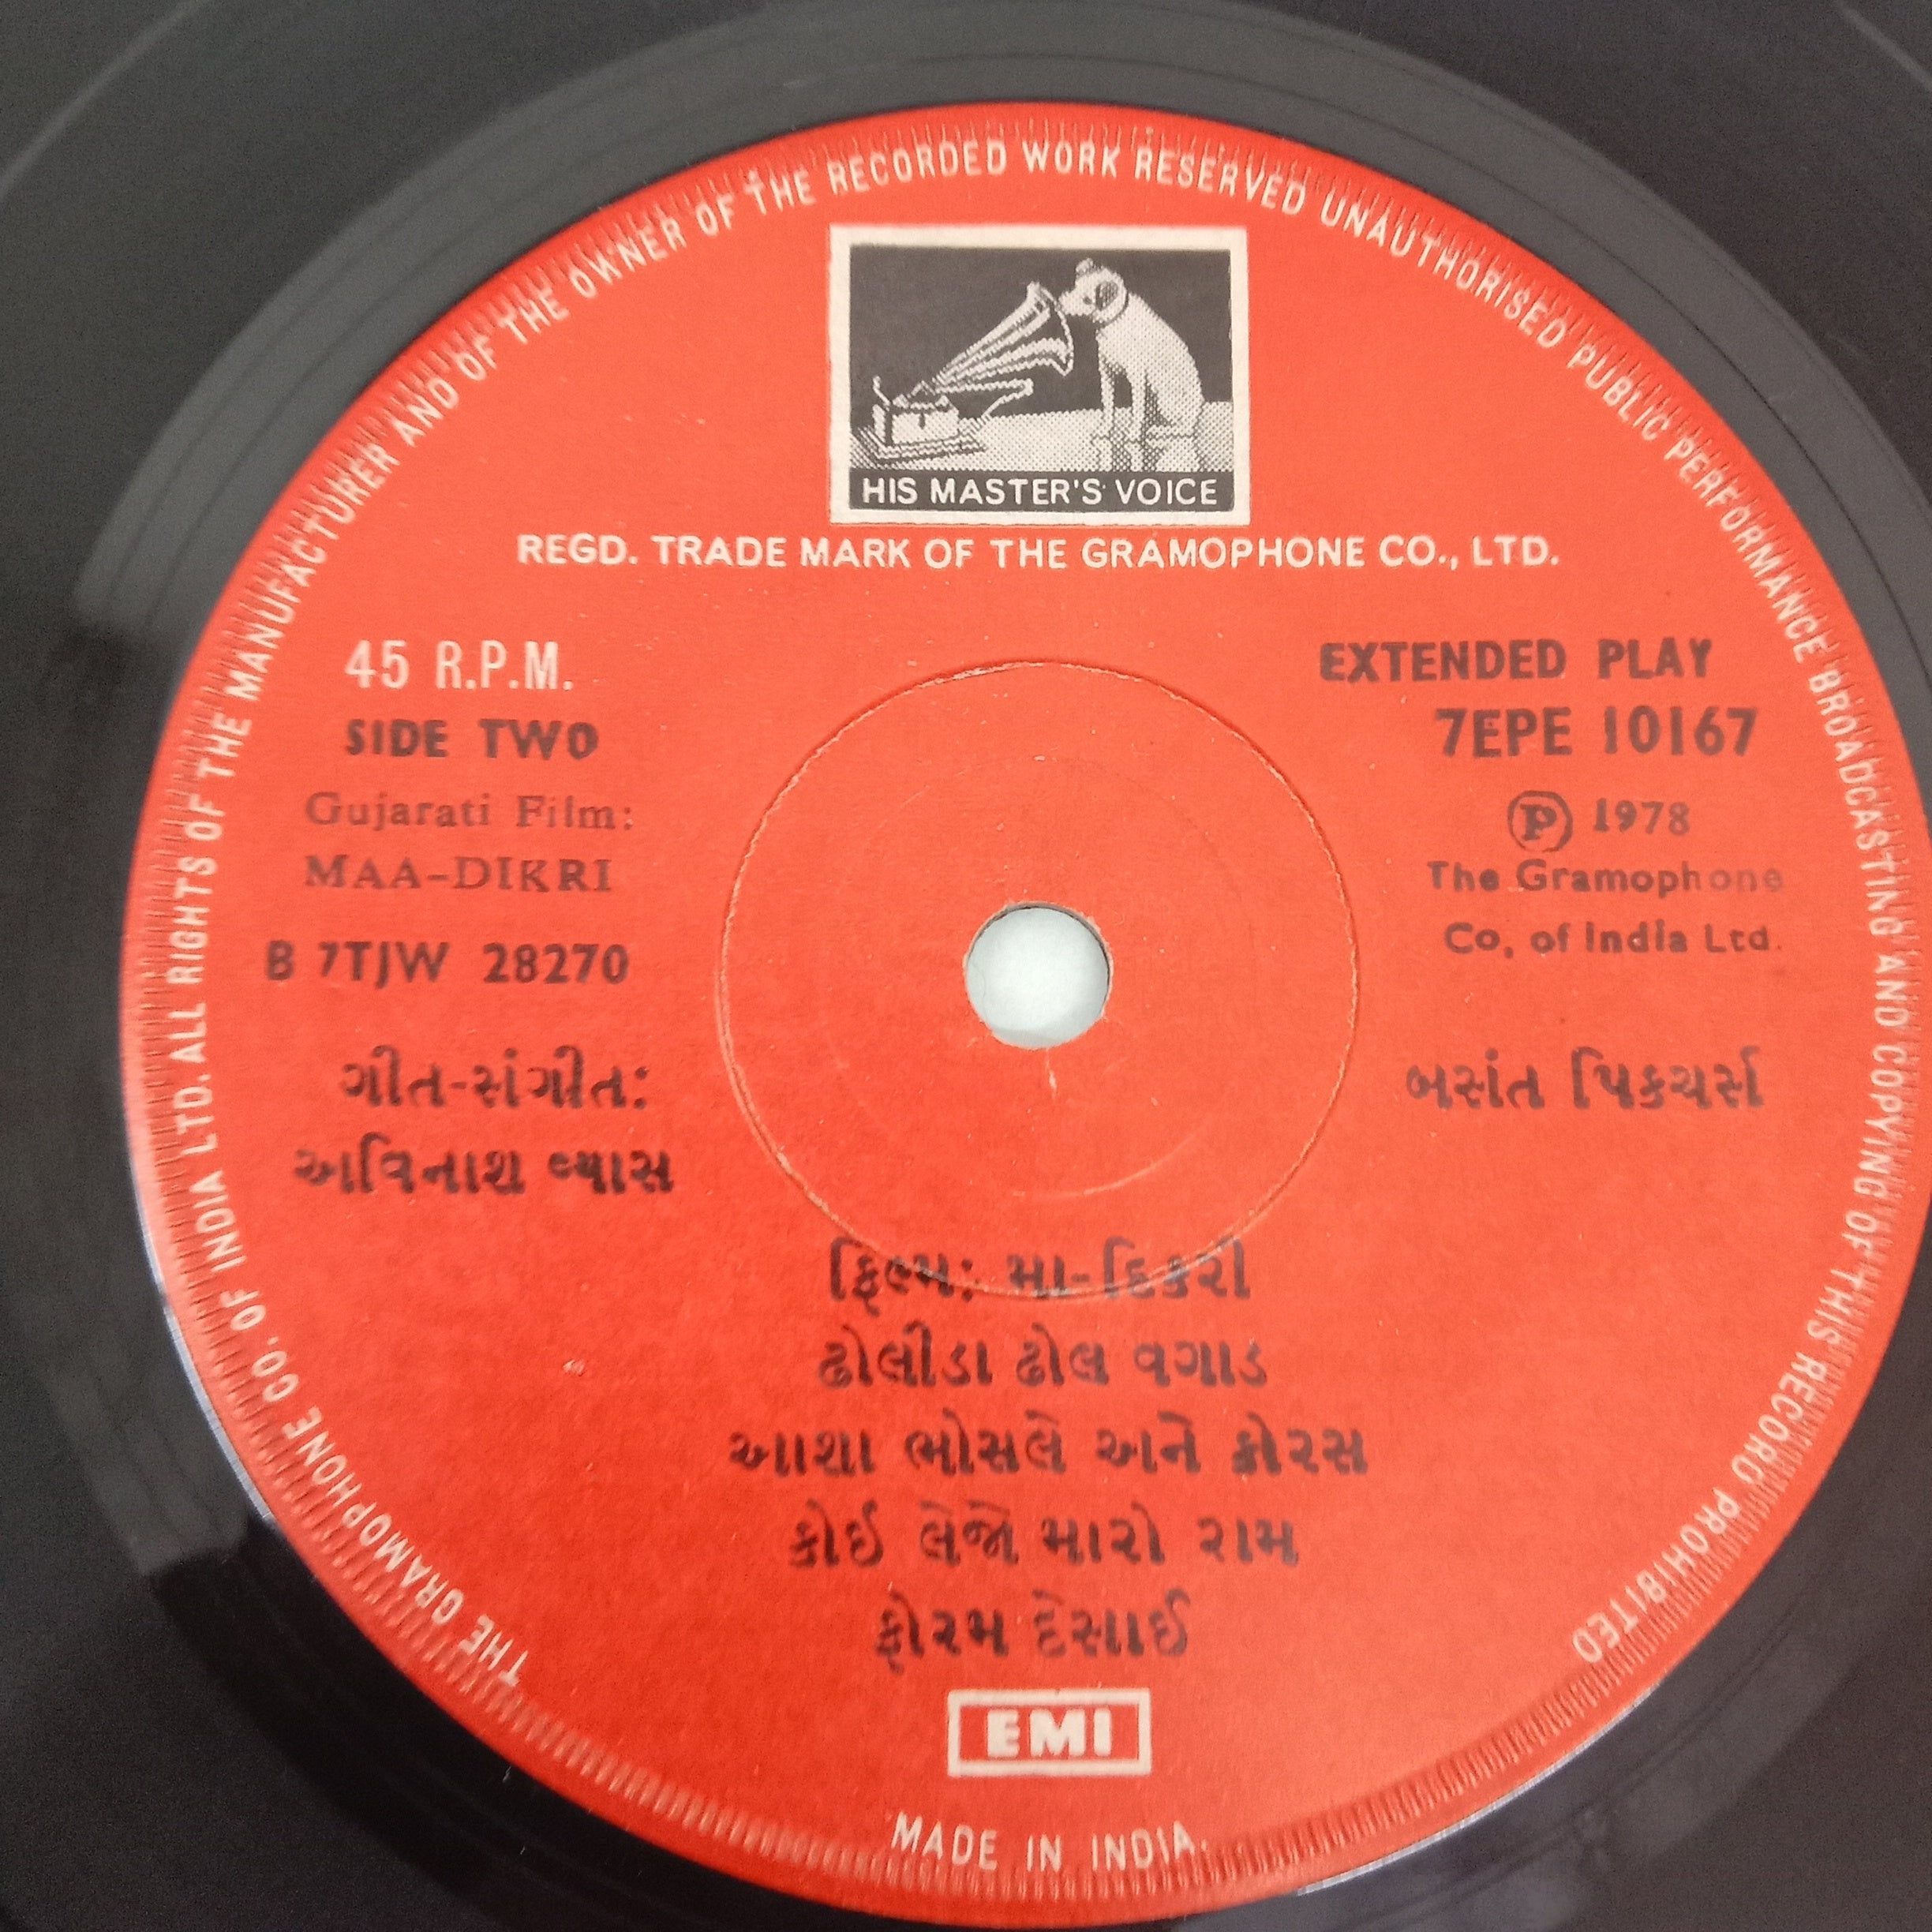 THE GRAMOPHONE CO. OF INDIA LTD. ALL RIGHTS OF THE MANUFACTURER AND OF THE OWNER OF THE RECORDED WORK RESERVED UNAUTHORISED PUBLIC PERFORMANCE BROADCASTING AND COPYING OF THIS RECORD PROHIBITED
HIS MASTER'S VOICE
REGD. TRADE MARK OF THE GRAMOPHONE CO., LTD.
45 R.P.M.
SIDE TWO
Gujarati Film:
MAA-DIKRI
B 7TJW 28270
EXTENDED PLAY
7EPE 10167
Ⓟ 1978
The Gramophone
Co, of India Ltd.
ગીત-સંગીત:
અવિનાશ વ્યાસ
બસંત પિકચર્સ
ફિલ્મ: મા-દિકરી
ઢોલીડા ઢોલ વગાડ
આશા ભોસલે અને કોરસ
કોઈ લેજો મારો રામ
ફોરમ દેસાઈ
EMI
MADE IN INDIA.